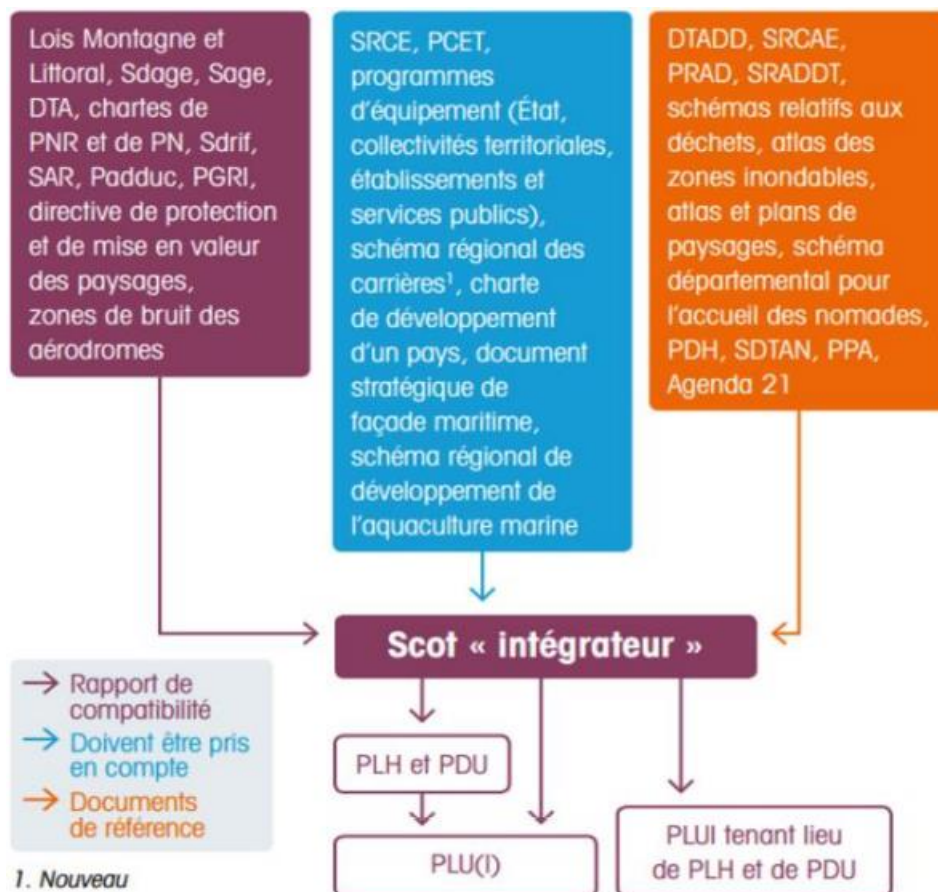 Lois Montagne et
Littoral, Sdage, Sage,
DTA, chartes de
PNR et de PN, Sdrif,
SAR, Padduc, PGRI,
directive de protection
et de mise en valeur
des paysages,
zones de bruit des
aérodromes
SRCE, PCET,
programmes
d'équipement (État,
collectivités territoriales,
établissements et
services publics),
schéma régional des
carrières¹, charte
de développement
d'un pays, document
stratégique de
façade maritime,
schéma régional de
développement de
l'aquaculture marine
DTADD, SRCAE,
PRAD, SRADDT,
schémas relatifs aux
déchets, atlas des
zones inondables,
atlas et plans de
paysages, schéma
départemental pour
l'accueil des nomades,
PDH, SDTAN, PPA,
Agenda 21
Scot « intégrateur »
Rapport de
compatibilité
Doivent être pris
en compte
Documents
de référence
PLH et PDU
PLU(I)
PLUI tenant lieu
de PLH et de PDU
1. Nouveau